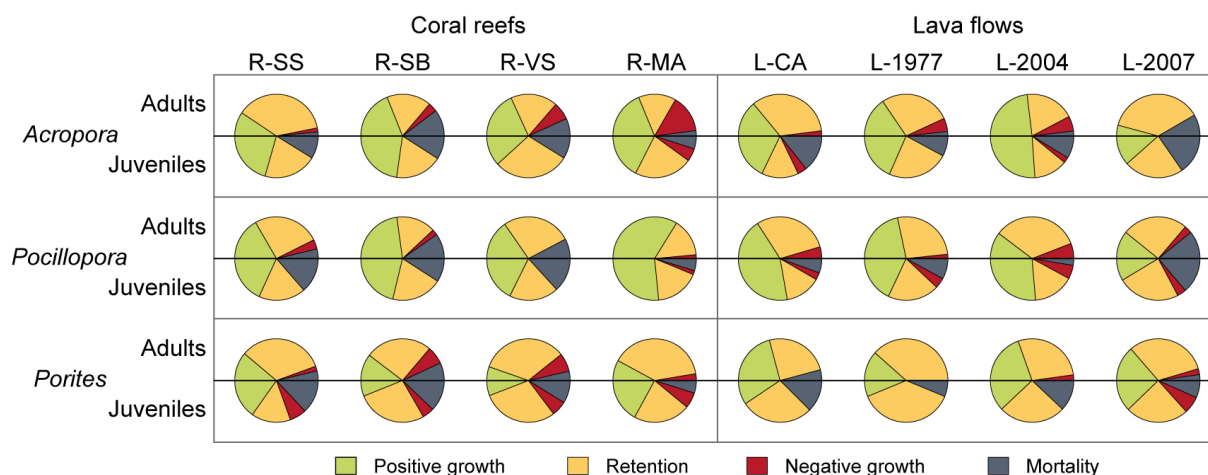 Coral reefs Lava flows
R-SS R-SB R-VS R-MA L-CA L-1977 L-2004 L-2007
Adults
Acropora
Juveniles
Adults
Pocillopora
Juveniles
Adults
Porites
Juveniles
Positive growth Retention Negative growth Mortality